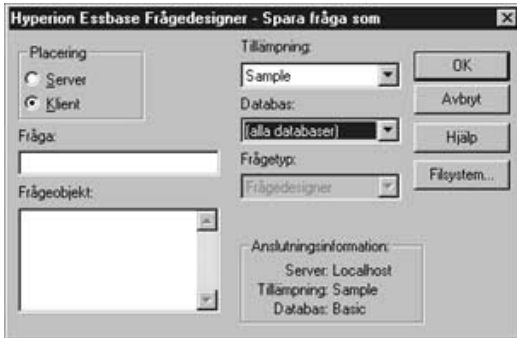 Hyperion Essbase Frågedesigner - Spara fråga som
Placering
Server
Klient
Fråga:
Frågeobjekt:
Tillämpning:
Sample
Databas:
(alla databaser)
Frågetyp:
Frågedesigner
Anslutningsinformation:
Server: Localhost
Tillämpning: Sample
Databas: Basic
OK
Avbryt
Hjälp
Filsystem...